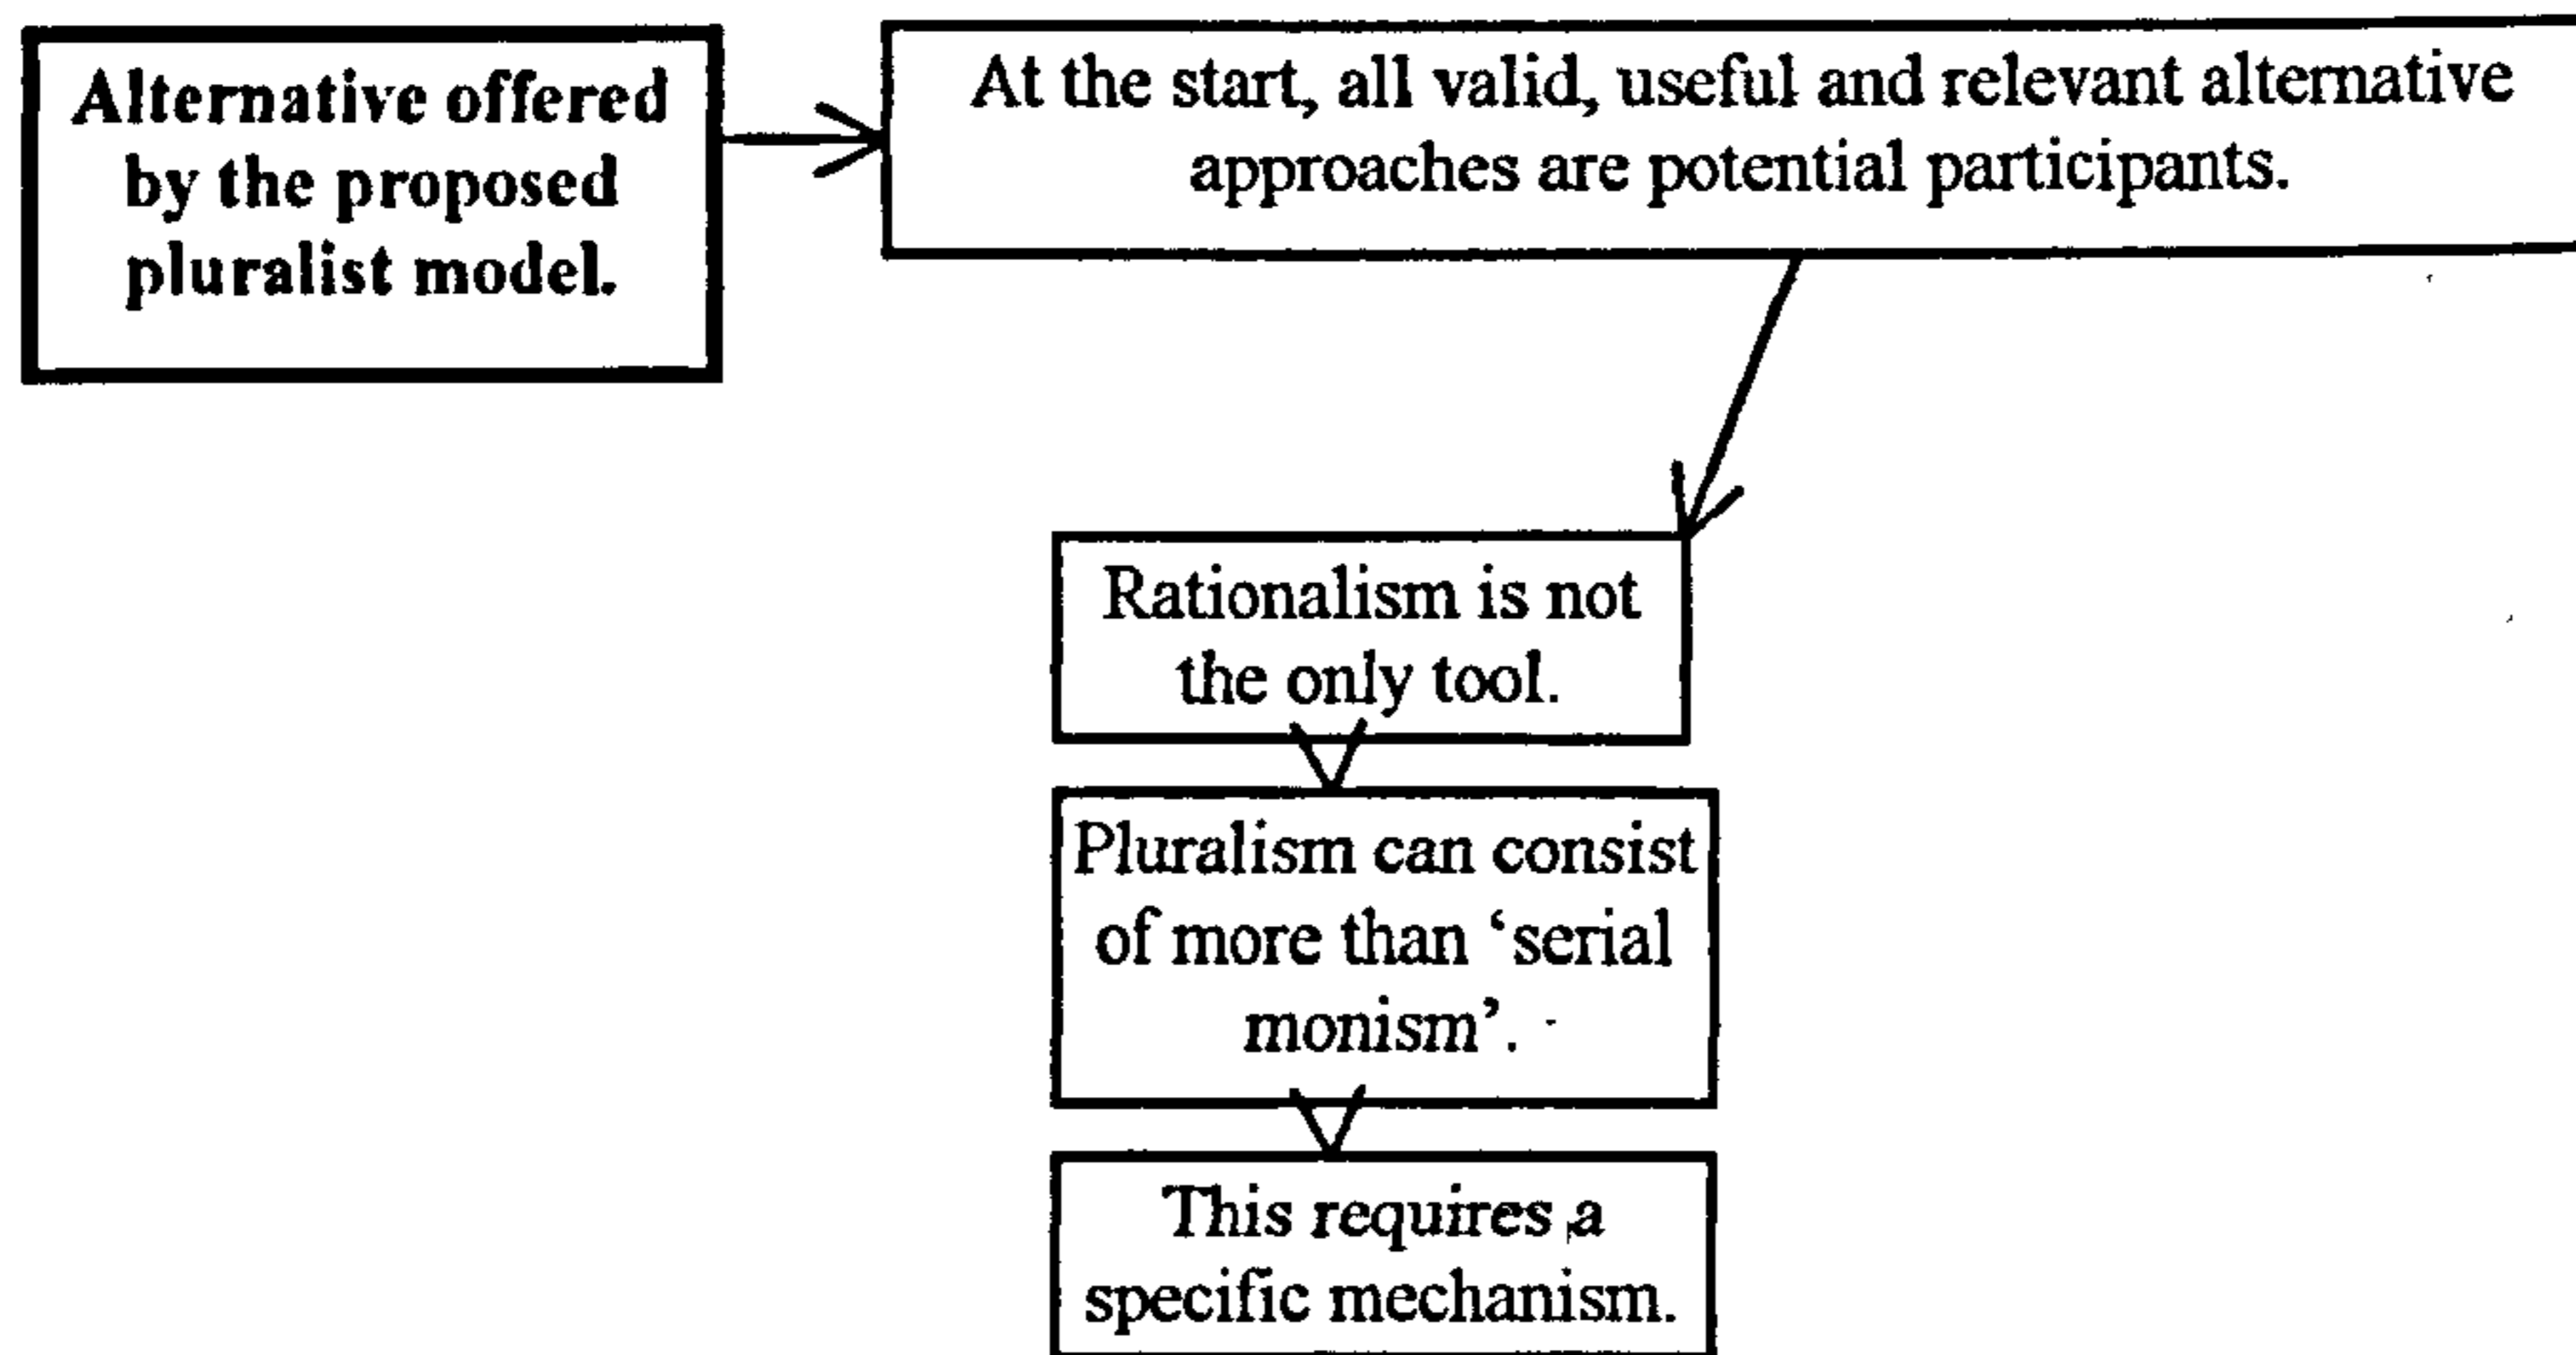 Alternative offered
by the proposed
pluralist model.
At the start, all valid, useful and relevant alternative
approaches are potential participants.
Rationalism is not
the only tool.
Pluralism can consist
of more than ‘serial
monism’.
This requires a
specific mechanism.